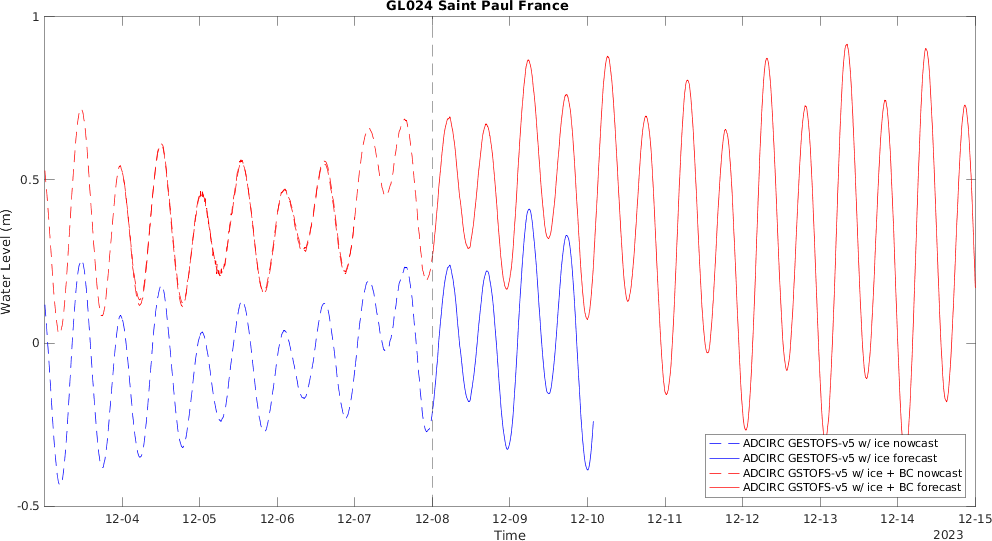 GL024 Saint Paul France
1
0.5
0
-0.5
Water Level (m)
12-04 12-05 12-06 12-07 12-08 12-09 12-10 12-11 12-12 12-13 12-14 12-15
Time
2023
ADCIRC GESTOFS-v5 w/ ice nowcast
ADCIRC GESTOFS-v5 w/ ice forecast
ADCIRC GSTOFS-v5 w/ ice + BC nowcast
ADCIRC GSTOFS-v5 w/ ice + BC forecast